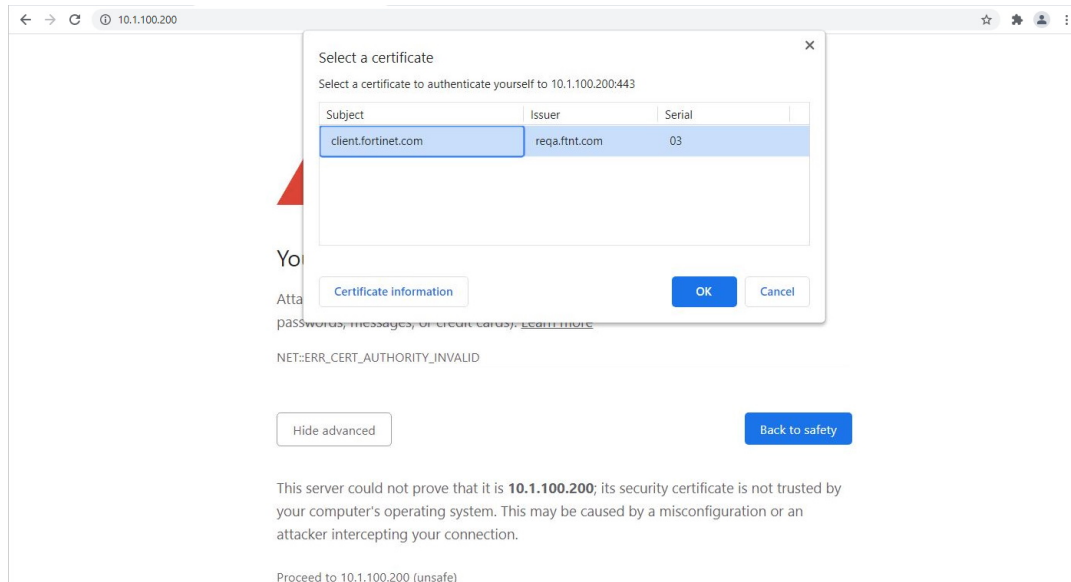 10.1.100.200
Select a certificate
Select a certificate to authenticate yourself to 10.1.100.200:443
Subject Issuer Serial
client.fortinet.com reqa.ftnt.com 03
Certificate information OK Cancel
You
Atta
passwords, messages, or credit cards). Learn more
NET::ERR_CERT_AUTHORITY_INVALID
Hide advanced Back to safety
This server could not prove that it is 10.1.100.200; its security certificate is not trusted by
your computer's operating system. This may be caused by a misconfiguration or an
attacker intercepting your connection.
Proceed to 10.1.100.200 (unsafe)